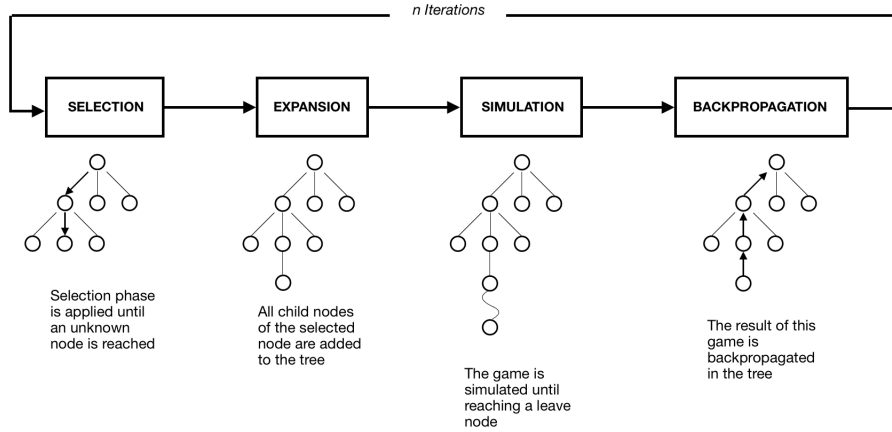 n Iterations
SELECTION
EXPANSION
SIMULATION
BACKPROPAGATION
Selection phase
is applied until
an unknown
node is reached
All child nodes
of the selected
node are added
to the tree
The game is
simulated until
reaching a leave
node
The result of this
game is
backpropagated
in the tree